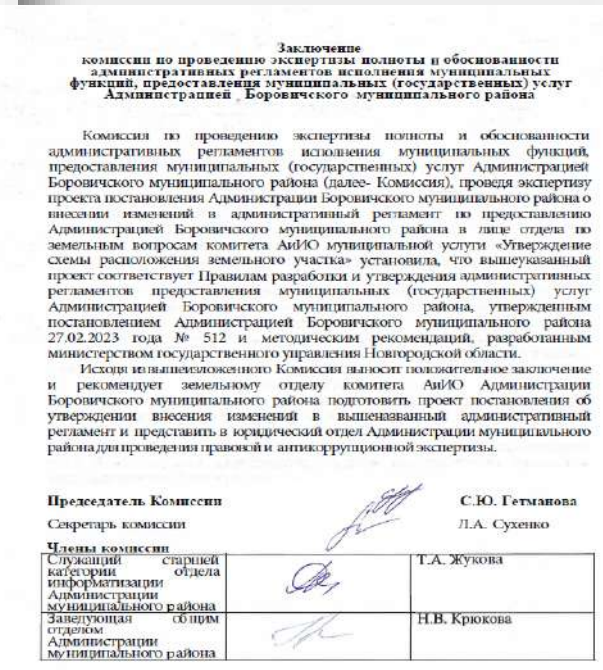 Заключение
комиссии по проведению экспертизы полноты и обоснованности
административных регламентов исполнения муниципальных
функций, предоставления муниципальных (государственных) услуг
Администрацией Боровичского муниципального района
Комиссия по проведению экспертизы полноты и обоснованности
административных регламентов исполнения муниципальных функций,
предоставления муниципальных (государственных) услуг Администрацией
Боровичского муниципального района (далее- Комиссия), проведя экспертизу
проекта постановления Администрации Боровичского муниципального района о
внесении изменений в административный регламент по предоставлению
Администрацией Боровичского муниципального района в лице отдела по
земельным вопросам комитета АиИО муниципальной услуги «Утверждение
схемы расположения земельного участка» установила, что вышеуказанный
проект соответствует Правилам разработки и утверждения административных
регламентов предоставления муниципальных (государственных) услуг
Администрацией Боровичского муниципального района, утвержденным
постановлением Администрацией Боровичского муниципального района
27.02.2023 года № 512 и методическим рекомендаций, разработанным
министерством государственного управления Новгородской области.
Исходя из вышеизложенного Комиссия выносит положительное заключение
и рекомендует земельному отделу комитета АиИО Администрации
Боровичского муниципального района подготовить проект постановления об
утверждении внесения изменений в вышеназванный административный
регламент и представить в юридический отдел Администрации муниципального
района для проведения правовой и антикоррупционной экспертизы.
Председатель Комиссии С.Ю. Гетманова
Секретарь комиссии Л.А. Сухенко
Члены комиссии
Служащий старшей
категории отдела
информатизации
Администрации
муниципального района
Т.А. Жукова
Заведующая общим
отделом
Администрации
муниципального района
Н.В. Крюкова